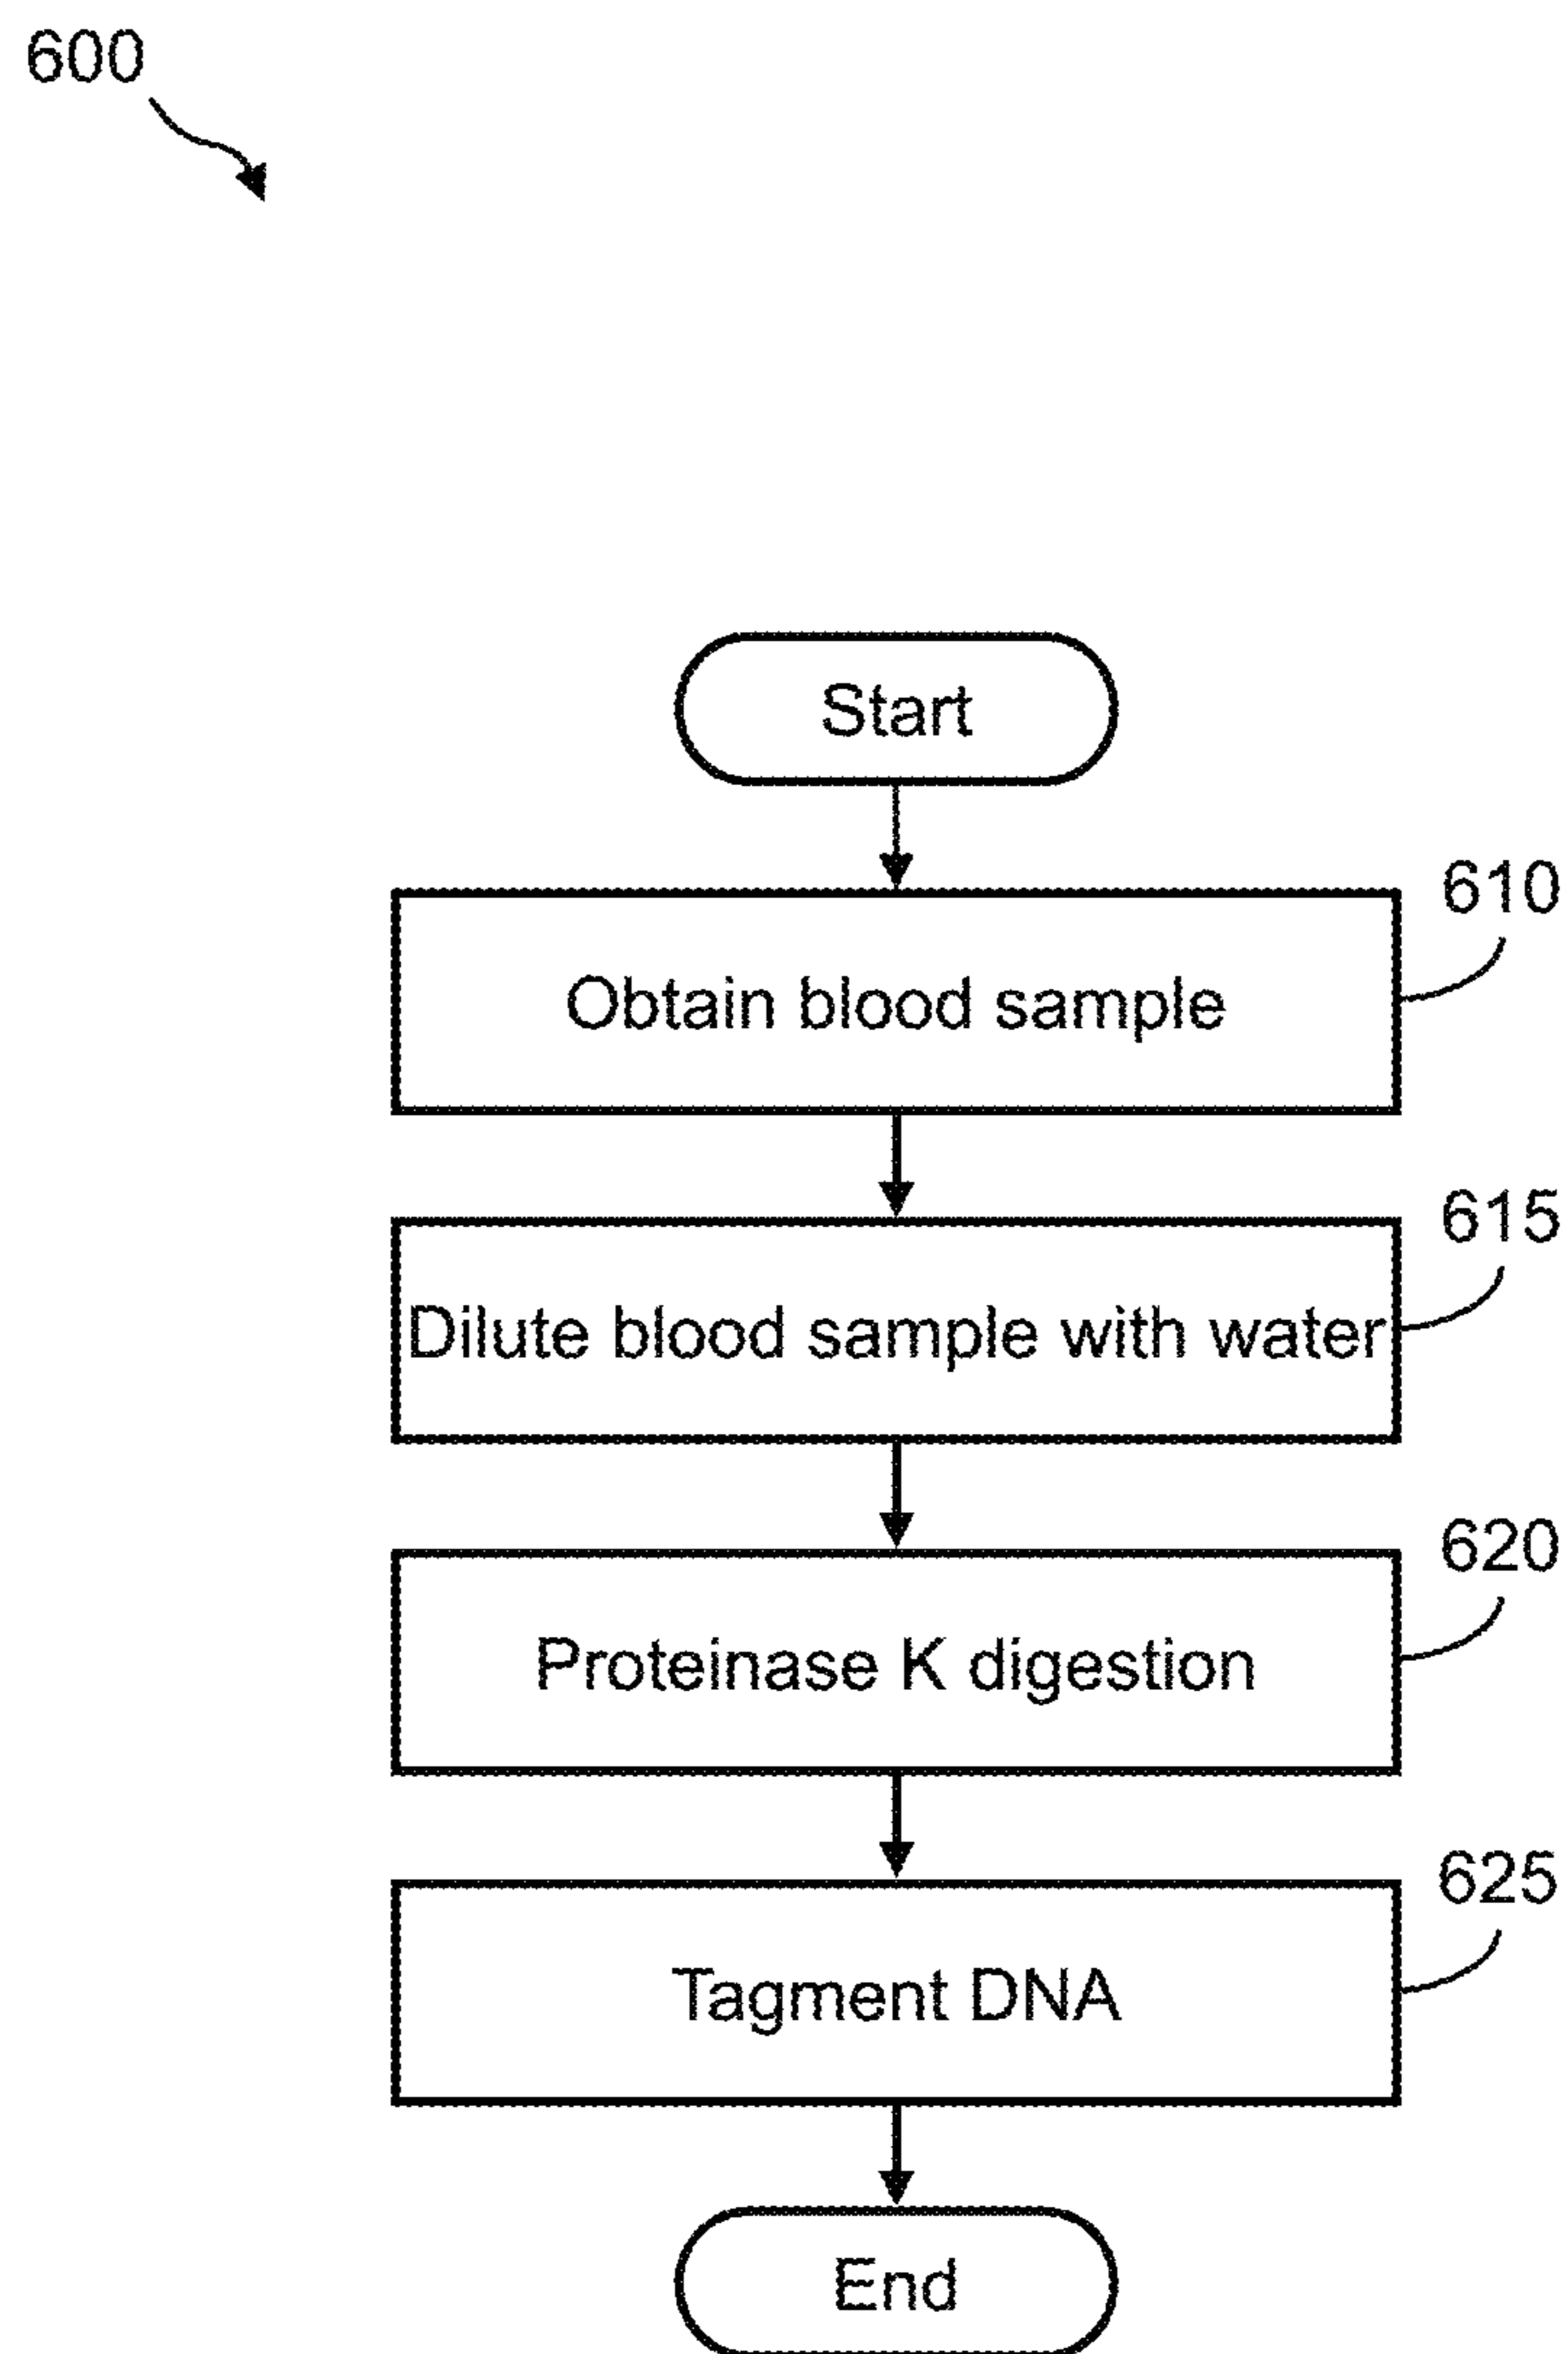 600
Start
610
Obtain blood sample
615
Dilute blood sample with water
620
Proteinase K digestion
625
Tagment DNA
End